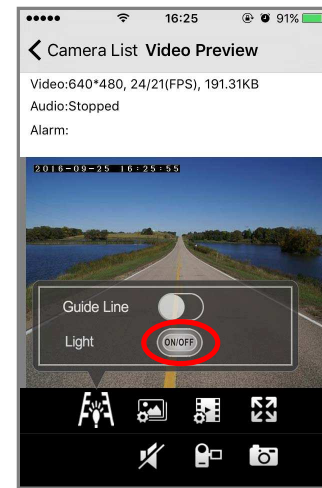 16:25
91%
Camera List Video Preview
Video:640*480, 24/21(FPS), 191.31KB
Audio:Stopped
Alarm:
2016-09-25 16:25:55
Guide Line
Light ON/OFF